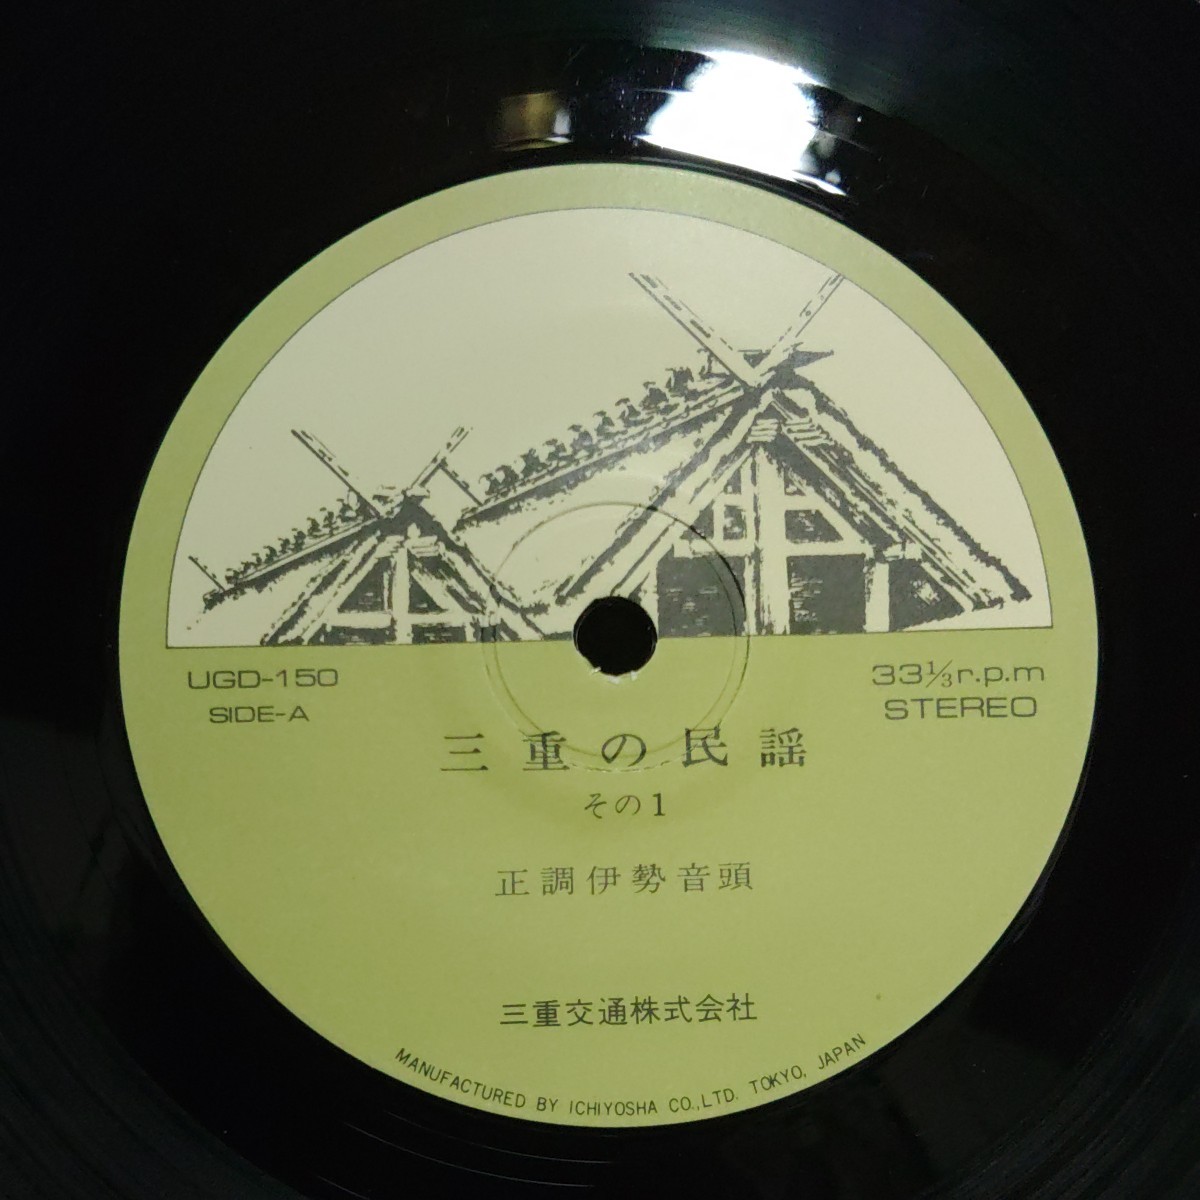 UGD-150
SIDE-A
33⅓r.p.m
STEREO
三重の民謡
その1
正調伊勢音頭
三重交通株式会社
MANUFACTURED BY ICHIYOSHA CO.,LTD. TOKYO, JAPAN